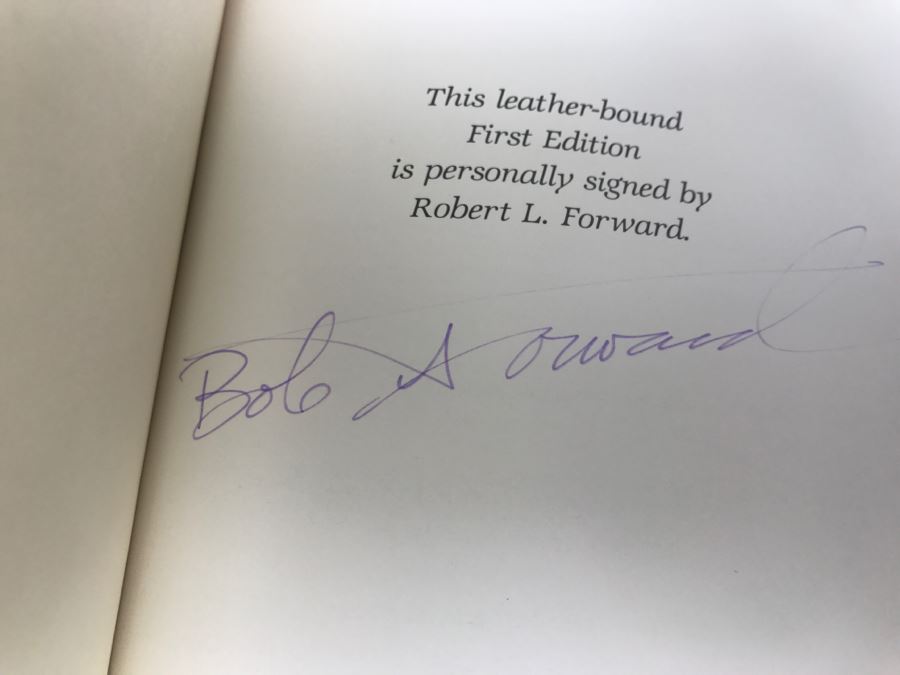 This leather-bound
First Edition
is personally signed by
Robert L. Forward.
Bob Forward